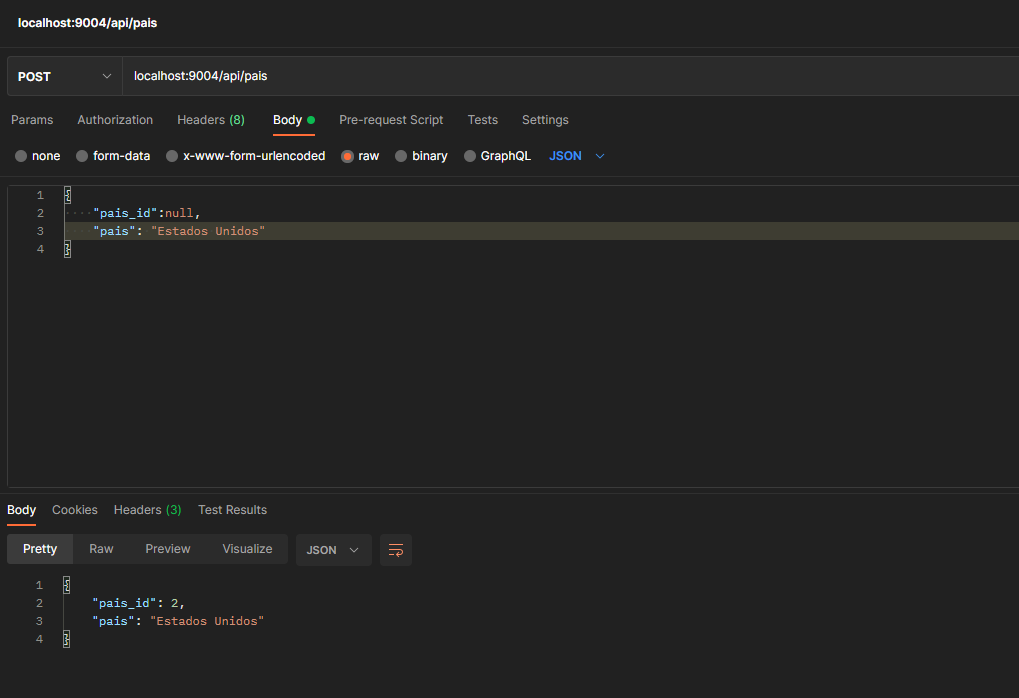 localhost:9004/api/pais
POST localhost:9004/api/pais
Params Authorization Headers (8) Body Pre-request Script Tests Settings
none form-data x-www-form-urlencoded raw binary GraphQL JSON
1 {
2 "pais_id":null,
3 "pais": "Estados Unidos"
4 }
Body Cookies Headers (3) Test Results
Pretty Raw Preview Visualize JSON
1 {
2 "pais_id": 2,
3 "pais": "Estados Unidos"
4 }